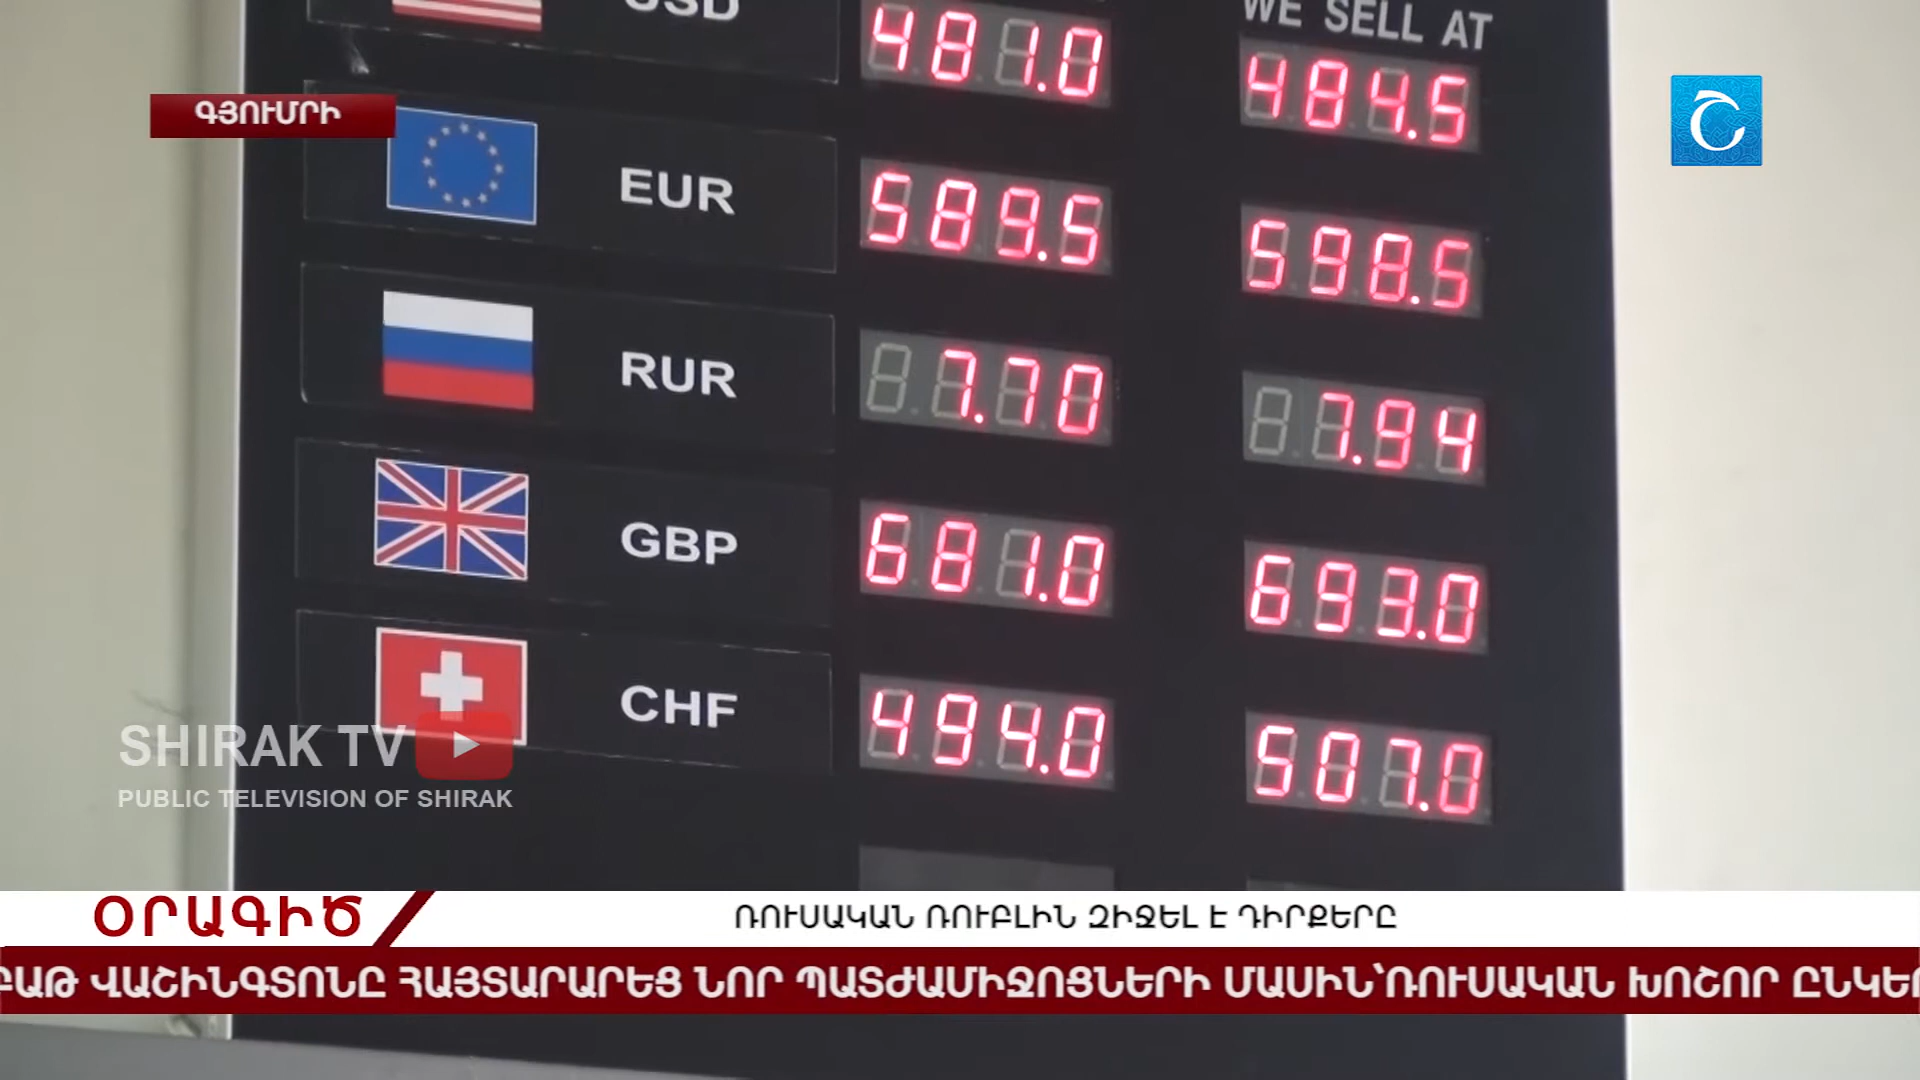 USD 481.0
WE SELL AT
484.5
ԳՅՈՒՄՐԻ
EUR 589.5 598.5
RUR 7.70 7.94
GBP 681.0 693.0
CHF 494.0 507.0
SHIRAK TV
PUBLIC TELEVISION OF SHIRAK
ՕՐԱԳԻԾ
ՌՈՒՍԱԿԱՆ ՌՈՒԲԼԻՆ ԶԻՋԵԼ Է ԴԻՐՔԵՐԸ
ԲԱԹ ՎԱՇԻՆԳՏՈՆԸ ՀԱՅՏԱՐԱՐԵՑ ՆՈՐ ՊԱՏԺԱՄԻՋՈՑՆԵՐԻ ՄԱՍԻՆ՝ՌՈՒՍԱԿԱՆ ԽՈՇՈՐ ԸՆԿԵՐ